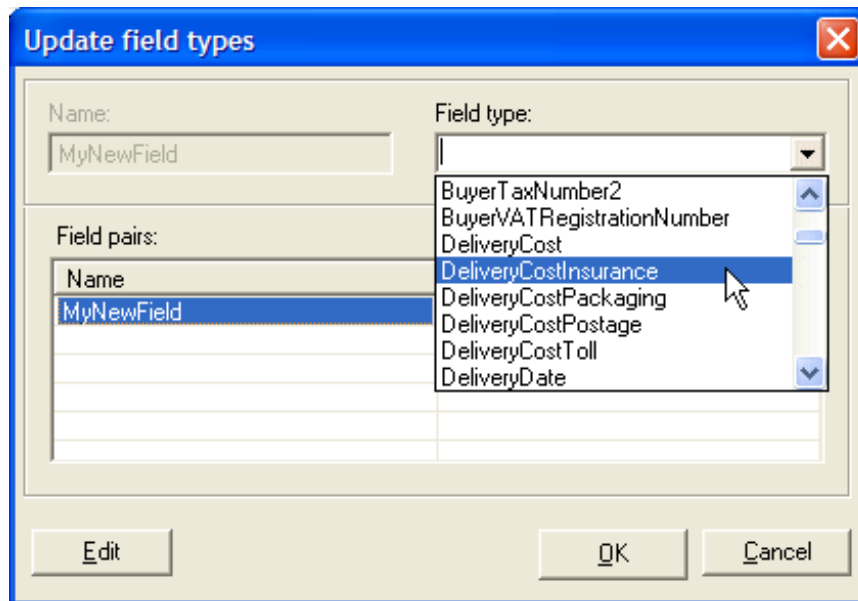 Update field types
Name:
Field type:
MyNewField
BuyerTaxNumber2
BuyerVATRegistrationNumber
DeliveryCost
DeliveryCostInsurance
DeliveryCostPackaging
DeliveryCostPostage
DeliveryCostToll
DeliveryDate
Field pairs:
Name
MyNewField
Edit
OK
Cancel